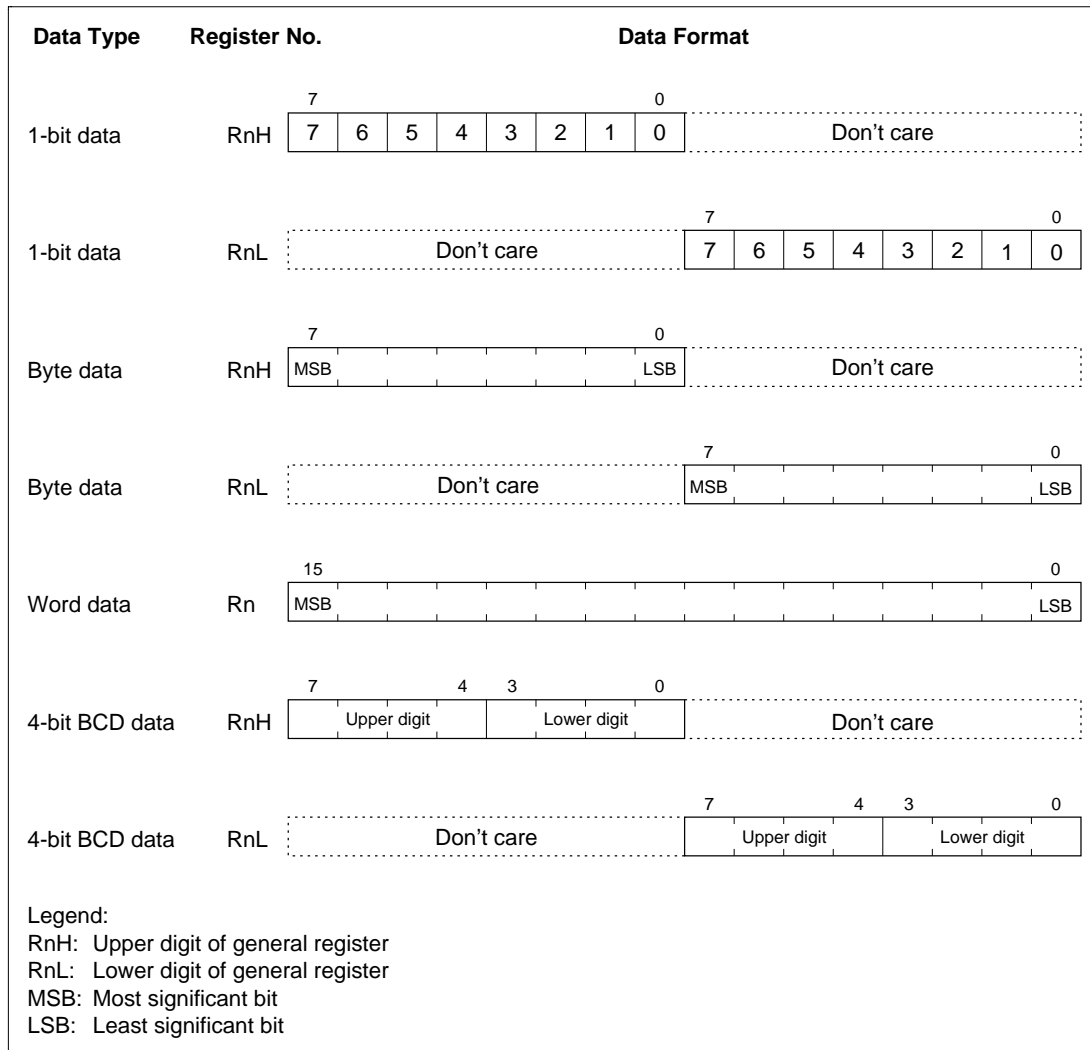 Data Type Register No. Data Format
7 0
1-bit data RnH 7 6 5 4 3 2 1 0 Don't care
7 0
1-bit data RnL Don't care 7 6 5 4 3 2 1 0
7 0
Byte data RnH MSB LSB Don't care
7 0
Byte data RnL Don't care MSB LSB
15 0
Word data Rn MSB LSB
7 4 3 0
4-bit BCD data RnH Upper digit Lower digit Don't care
7 4 3 0
4-bit BCD data RnL Don't care Upper digit Lower digit
Legend:
RnH: Upper digit of general register
RnL: Lower digit of general register
MSB: Most significant bit
LSB: Least significant bit